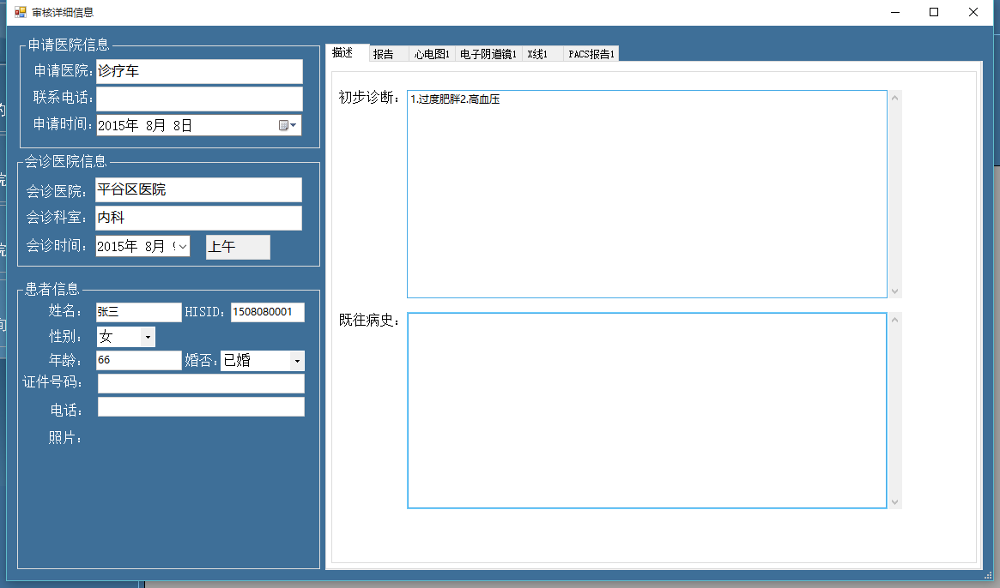 审核详细信息
申请医院信息
申请医院: 诊疗车
联系电话:
申请时间: 2015年 8月 8日
会诊医院信息
会诊医院: 平谷区医院
会诊科室: 内科
会诊时间: 2015年 8月 上午
患者信息
姓名: 张三 HISID: 1508080001
性别: 女
年龄: 66 婚否: 已婚
证件号码:
电话:
照片:
描述 报告 心电图1 电子阴道镜1 X线1 PACS报告1
初步诊断: 1.过度肥胖2.高血压
既往病史: